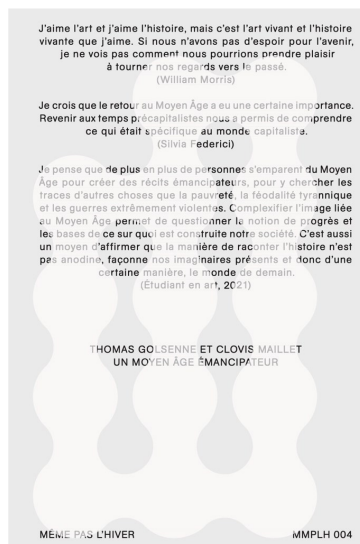 J'aime l'art et j'aime l'histoire, mais c'est l'art vivant et l'histoire
vivante que j'aime. Si nous n'avons pas d'espoir pour l'avenir,
je ne vois pas comment nous pourrions prendre plaisir
à tourner nos regards vers le passé.
(William Morris)
Je crois que le retour au Moyen Âge a eu une certaine importance.
Revenir aux temps précapitalistes nous a permis de comprendre
ce qui était spécifique au monde capitaliste.
(Silvia Federici)
Je pense que de plus en plus de personnes s'emparent du Moyen
Âge pour créer des récits émancipateurs, pour y chercher les
traces d'autres choses que la pauvreté, la féodalité tyrannique
et les guerres extrêmement violentes. Complexifier l'image liée
au Moyen Âge permet de questionner la notion de progrès et
les bases de ce sur quoi est construite notre société. C'est aussi
un moyen d'affirmer que la manière de raconter l'histoire n'est
pas anodine, façonne nos imaginaires présents et donc d'une
certaine manière, le monde de demain.
(Étudiant en art, 2021)
THOMAS GOLSENNE ET CLOVIS MAILLET
UN MOYEN ÂGE ÉMANCIPATEUR
MÊME PAS L'HIVER MMPLH 004